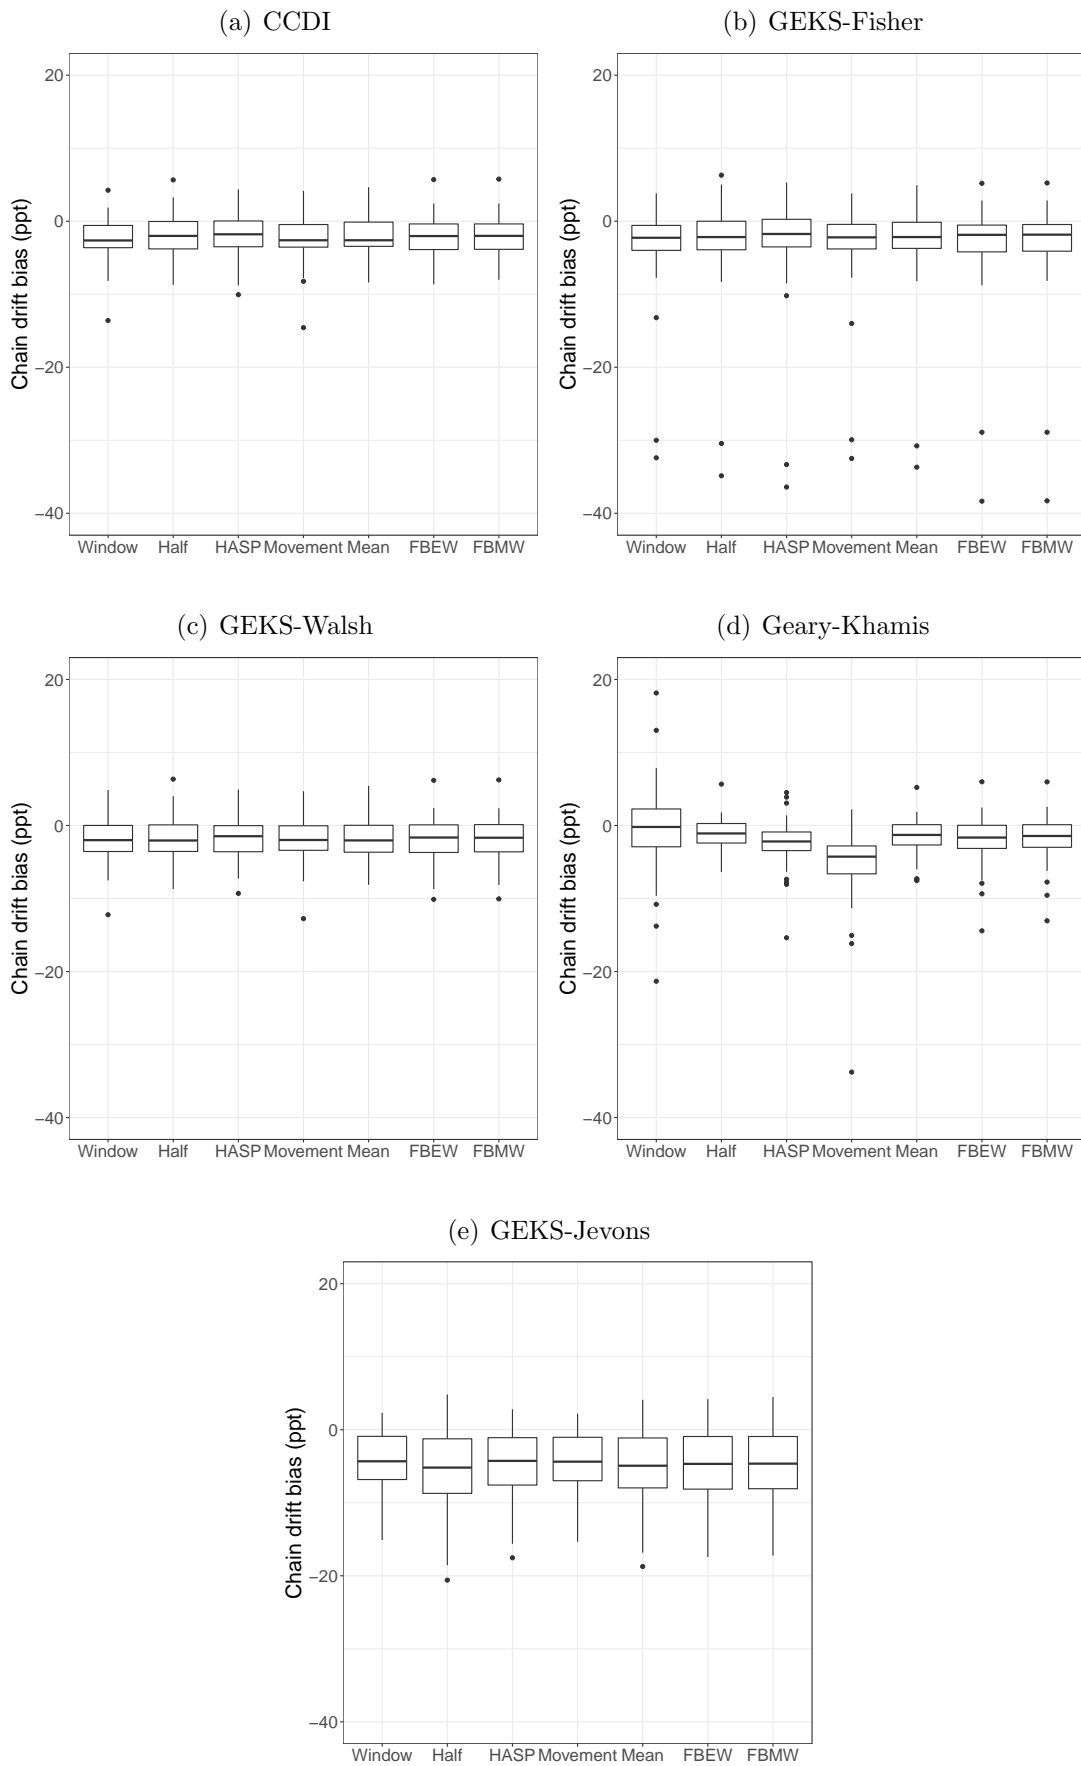 (a) CCDI
(b) GEKS-Fisher
Chain drift bias (ppt)
20
0
−20
−40
Window Half HASP Movement Mean FBEW FBMW
Chain drift bias (ppt)
20
0
−20
−40
Window Half HASP Movement Mean FBEW FBMW
(c) GEKS-Walsh
(d) Geary-Khamis
Chain drift bias (ppt)
20
0
−20
−40
Window Half HASP Movement Mean FBEW FBMW
Chain drift bias (ppt)
20
0
−20
−40
Window Half HASP Movement Mean FBEW FBMW
(e) GEKS-Jevons
Chain drift bias (ppt)
20
0
−20
−40
Window Half HASP Movement Mean FBEW FBMW